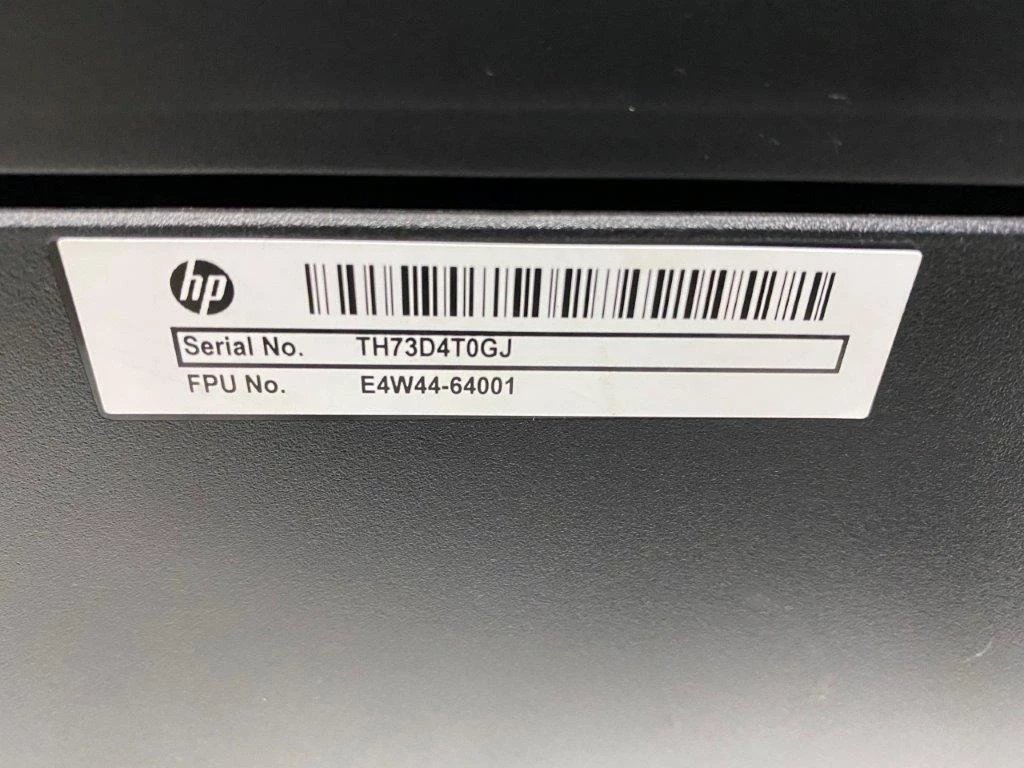 hp
Serial No. TH73D4T0GJ
FPU No. E4W44-64001